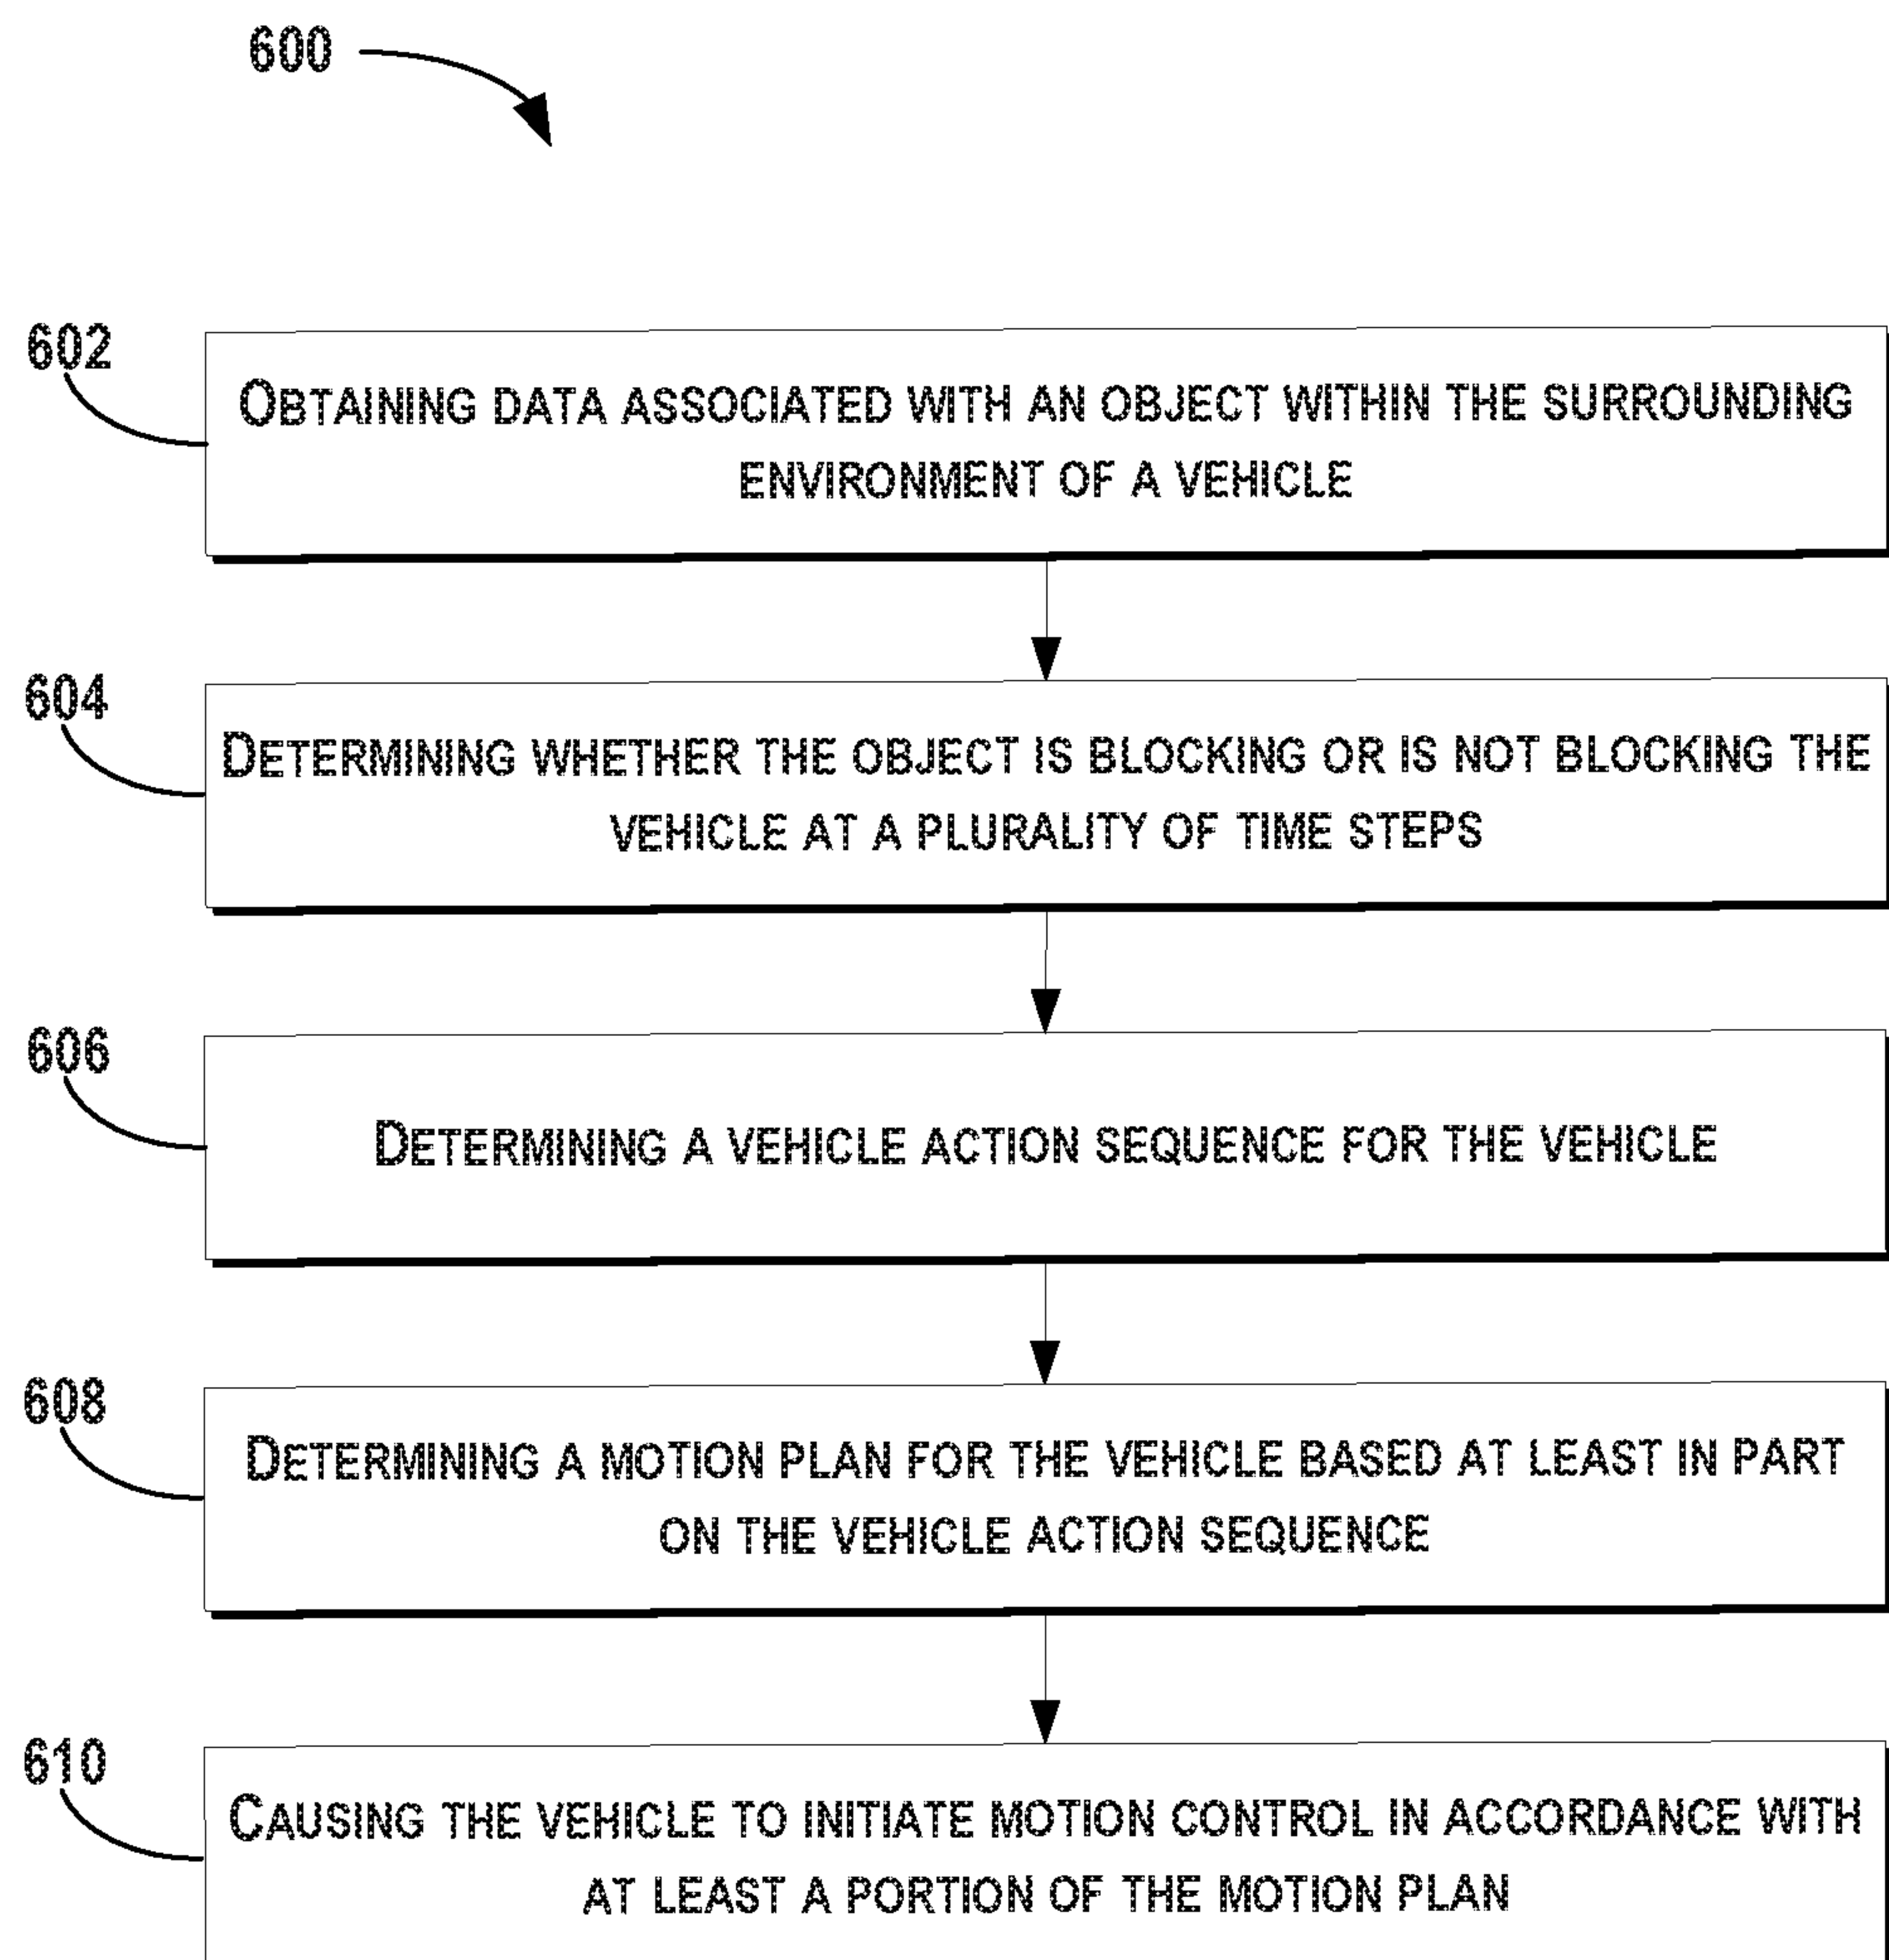 600
602
OBTAINING DATA ASSOCIATED WITH AN OBJECT WITHIN THE SURROUNDING
ENVIRONMENT OF A VEHICLE
604
DETERMINING WHETHER THE OBJECT IS BLOCKING OR IS NOT BLOCKING THE
VEHICLE AT A PLURALITY OF TIME STEPS
606
DETERMINING A VEHICLE ACTION SEQUENCE FOR THE VEHICLE
608
DETERMINING A MOTION PLAN FOR THE VEHICLE BASED AT LEAST IN PART
ON THE VEHICLE ACTION SEQUENCE
610
CAUSING THE VEHICLE TO INITIATE MOTION CONTROL IN ACCORDANCE WITH
AT LEAST A PORTION OF THE MOTION PLAN